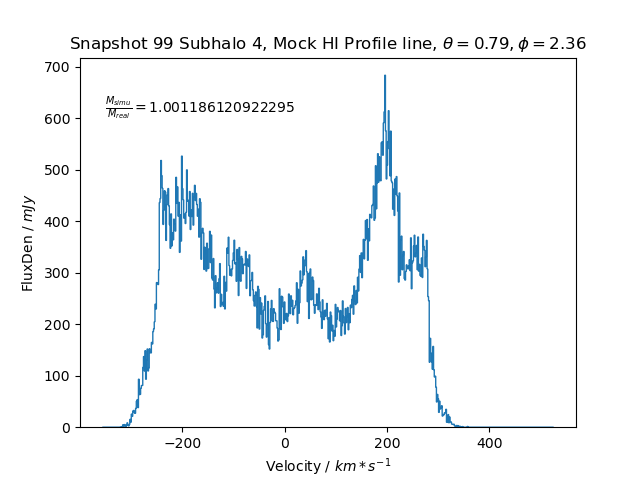 Snapshot 99 Subhalo 4, Mock HI Profile line, θ = 0.79, ϕ = 2.36
M_simu/M_real = 1.001186120922295
700
600
500
400
300
200
100
0
FluxDen / mJy
−200 0 200 400
Velocity / km * s⁻¹